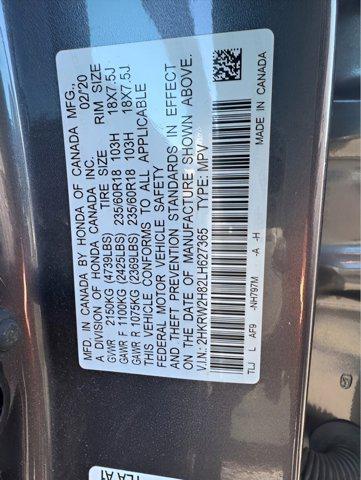 MFD. IN CANADA BY HONDA OF CANADA MFG.,
A DIVISION OF HONDA CANADA INC. 02/20
TIRE SIZE RIM SIZE
GVWR 2150KG (4739LBS)
GAWR F 1100KG (2425LBS) 235/60R18 103H 18X7.5J
GAWR R 1075KG (2369LBS) 235/60R18 103H 18X7.5J
THIS VEHICLE CONFORMS TO ALL APPLICABLE
FEDERAL MOTOR VEHICLE SAFETY
AND THEFT PREVENTION STANDARDS IN EFFECT
ON THE DATE OF MANUFACTURE SHOWN ABOVE.
V.I.N.: 2HKRW2H82LH627365 TYPE: MPV
TLJ L AF9 -NH797M -A -H
MADE IN CANADA